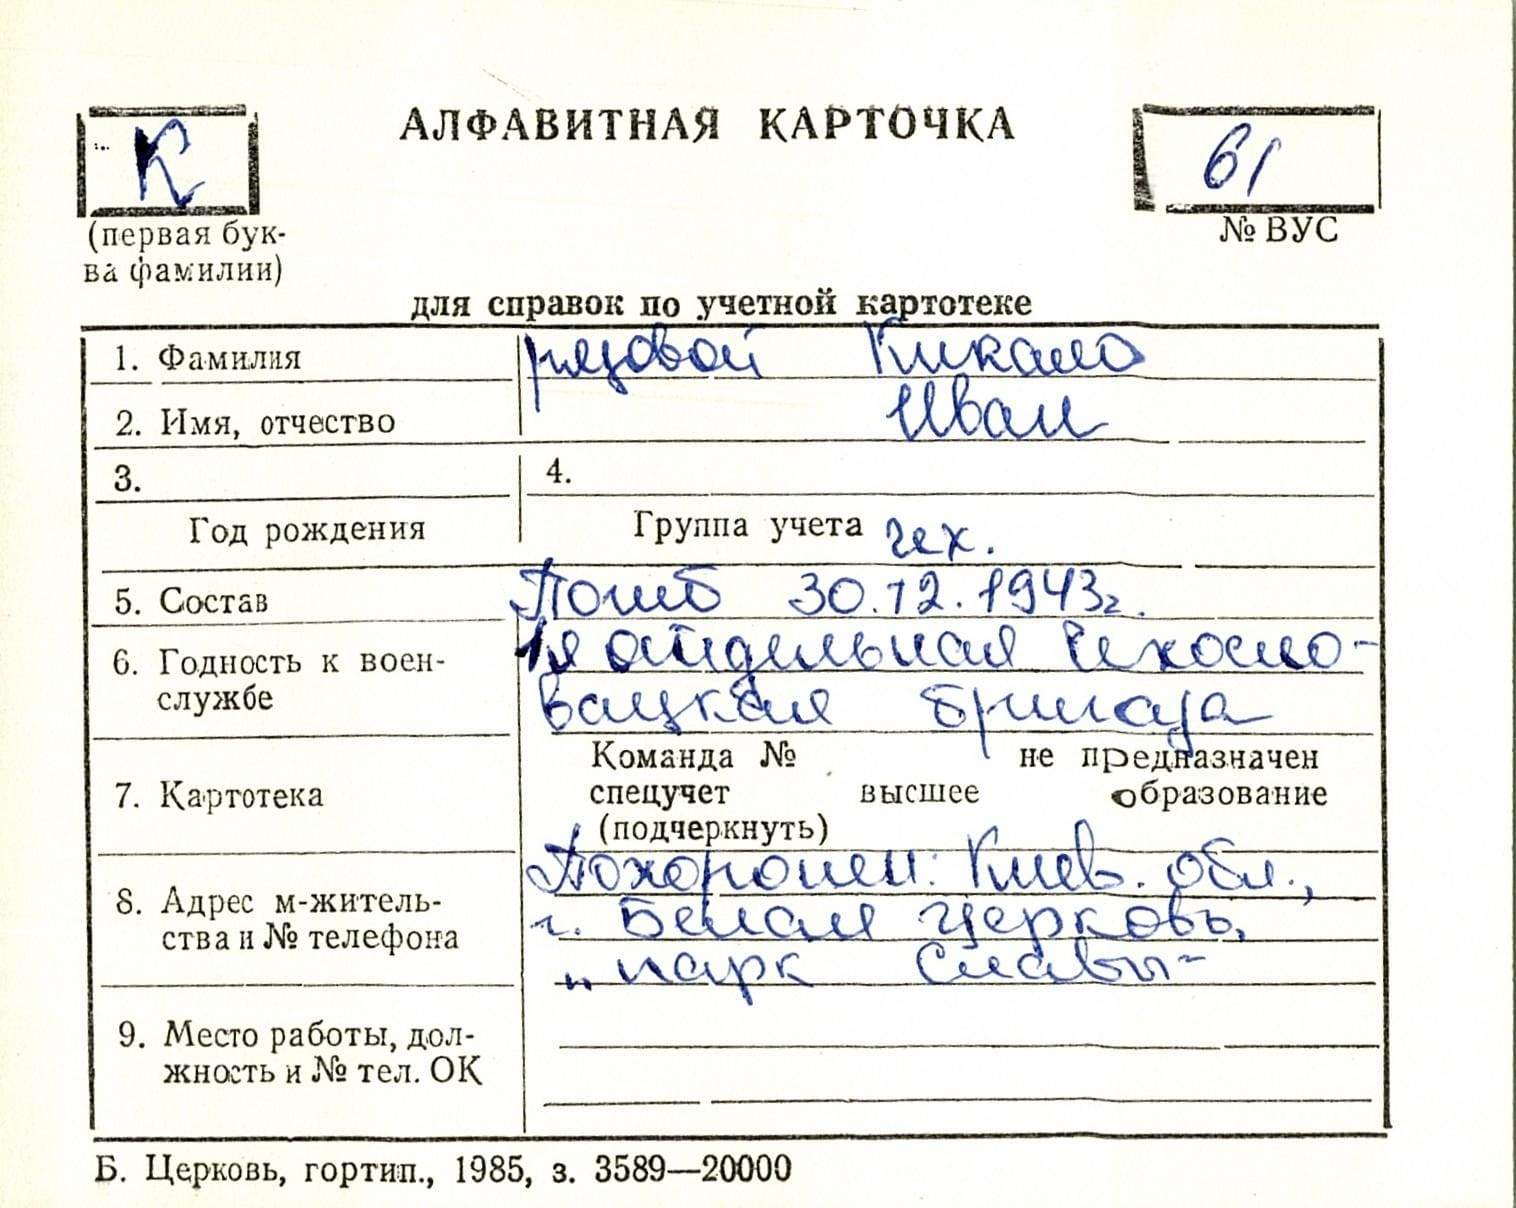 К
АЛФАВИТНАЯ КАРТОЧКА
61
(первая бук-
ва фамилии)
№ ВУС
для справок по учетной картотеке
1. Фамилия рядовой Кикало
2. Имя, отчество Иван
3. 4.
Год рождения Группа учета чех.
5. Состав Погиб 30.12.1943г.
6. Годность к воен-
службе
1я отдельная Чехосло-
вацкая бригада
7. Картотека
Команда № не предназначен
спецучет высшее образование
(подчеркнуть)
8. Адрес м-житель-
ства и № телефона
Похоронен: Киев. обл.,
г. Белая Церковь,
„парк Славы"
9. Место работы, дол-
жность и № тел. ОК
Б. Церковь, гортип., 1985, з. 3589—20000